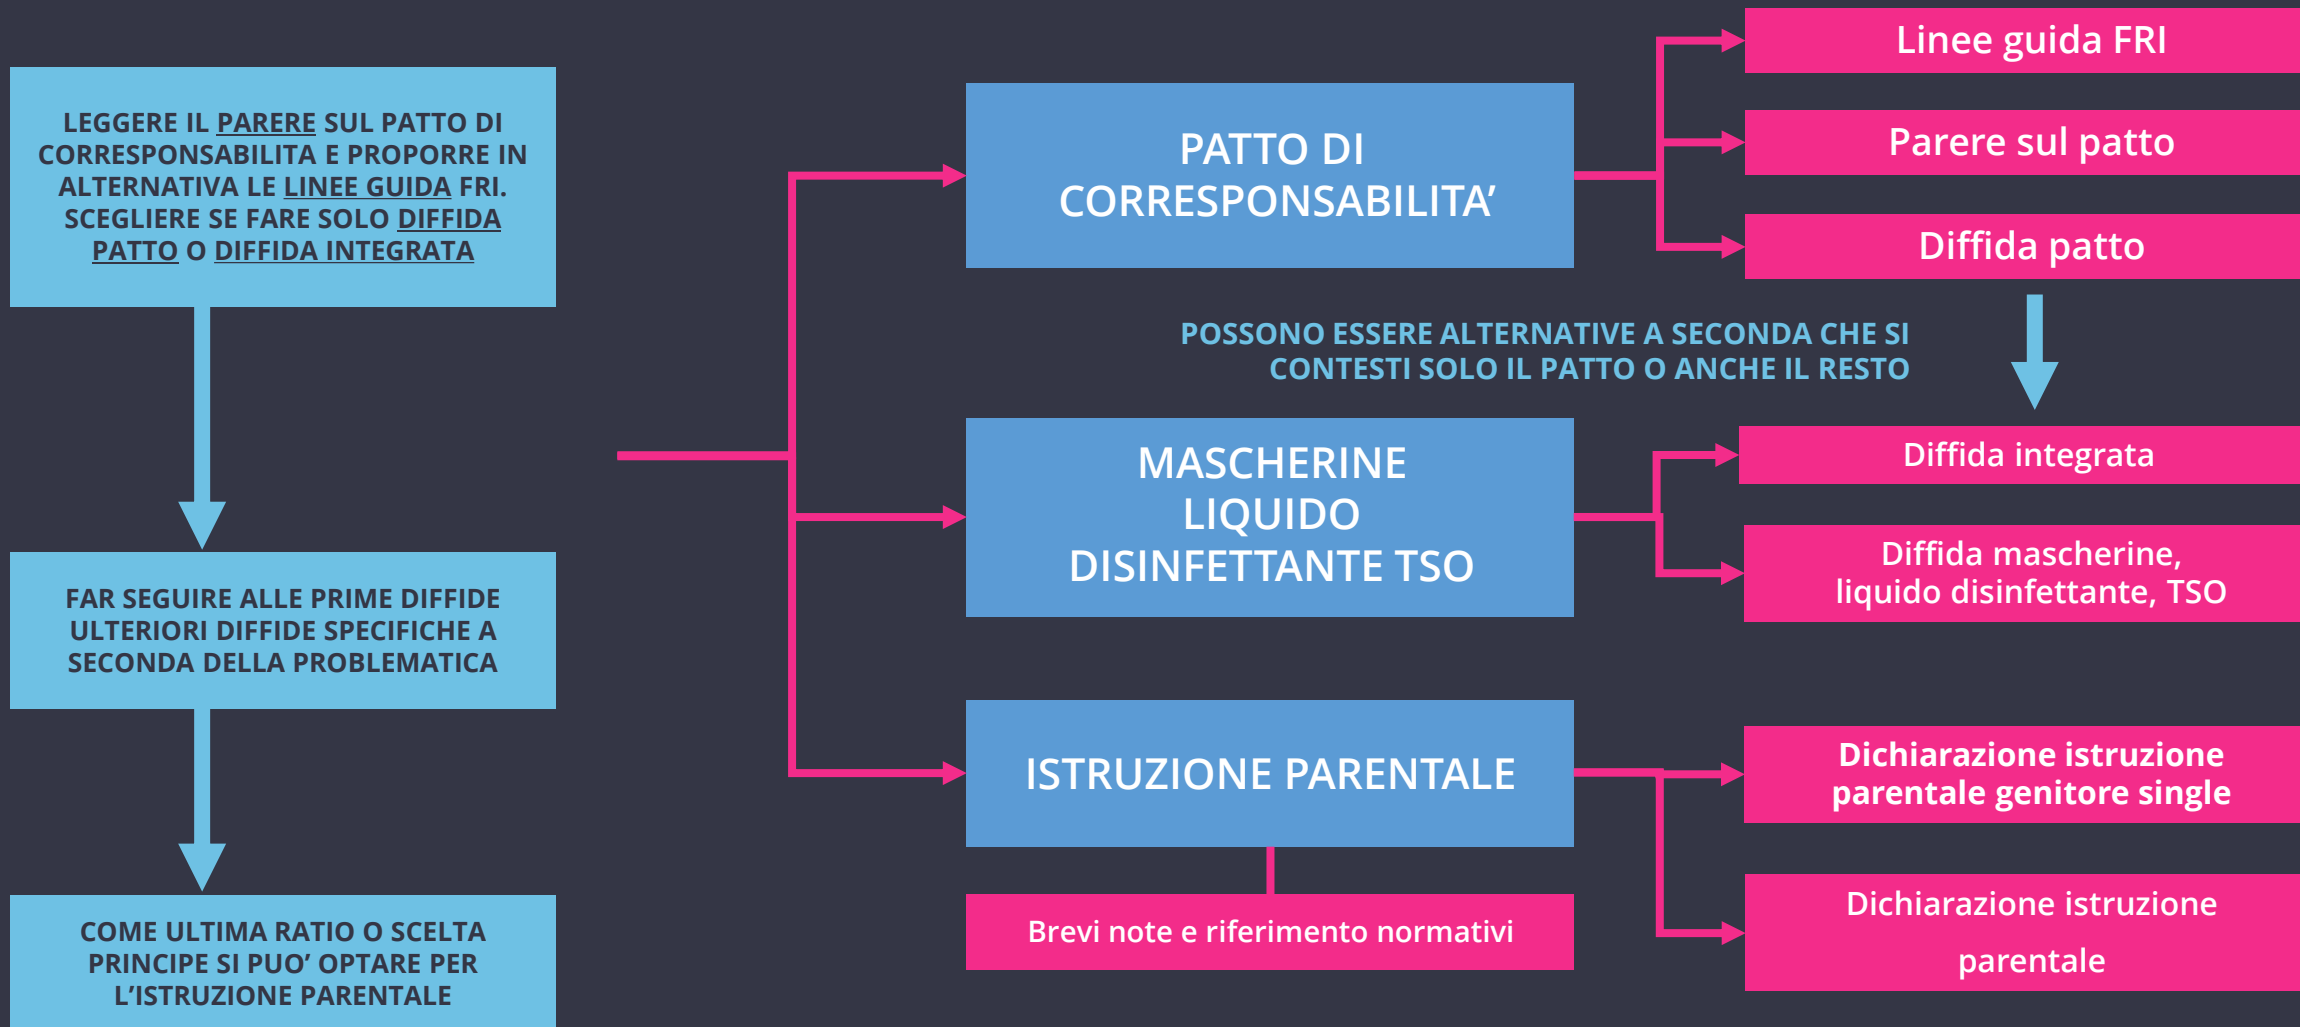 LEGGERE IL PARERE SUL PATTO DI
CORRESPONSABILITA E PROPORRE IN
ALTERNATIVA LE LINEE GUIDA FRI.
SCEGLIERE SE FARE SOLO DIFFIDA
PATTO O DIFFIDA INTEGRATA
FAR SEGUIRE ALLE PRIME DIFFIDE
ULTERIORI DIFFIDE SPECIFICHE A
SECONDA DELLA PROBLEMATICA
COME ULTIMA RATIO O SCELTA
PRINCIPE SI PUO’ OPTARE PER
L’ISTRUZIONE PARENTALE
PATTO DI
CORRESPONSABILITA’
Linee guida FRI
Parere sul patto
Diffida patto
POSSONO ESSERE ALTERNATIVE A SECONDA CHE SI
CONTESTI SOLO IL PATTO O ANCHE IL RESTO
MASCHERINE
LIQUIDO
DISINFETTANTE TSO
Diffida integrata
Diffida mascherine,
liquido disinfettante, TSO
ISTRUZIONE PARENTALE
Brevi note e riferimento normativi
Dichiarazione istruzione
parentale genitore single
Dichiarazione istruzione
parentale